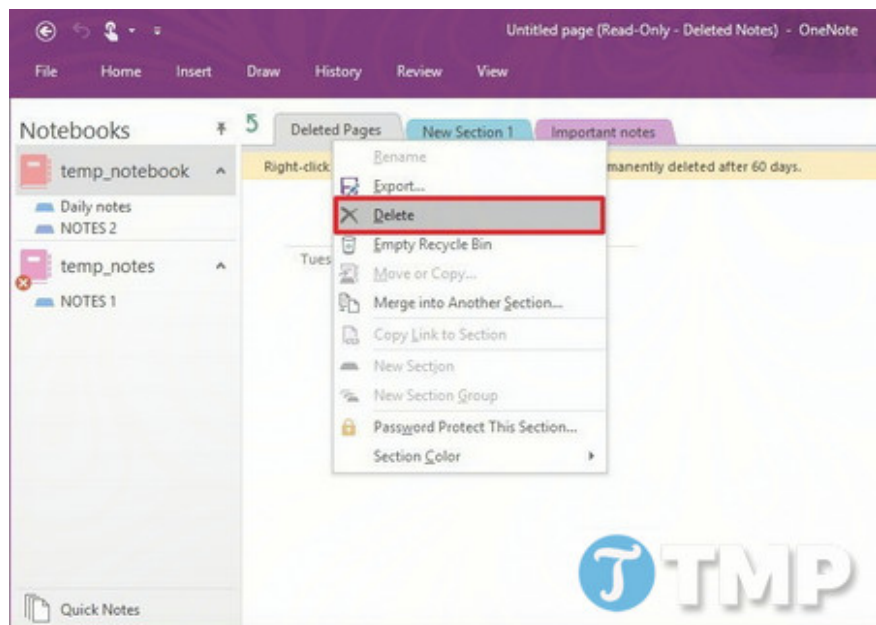 Untitled page (Read-Only - Deleted Notes) - OneNote
File Home Insert Draw History Review View
Notebooks
Deleted Pages New Section 1 Important notes
Right-click manently deleted after 60 days.
temp_notebook
Daily notes
NOTES 2
temp_notes
NOTES 1
Tues
Rename
Export...
Delete
Empty Recycle Bin
Move or Copy...
Merge into Another Section...
Copy Link to Section
New Section
New Section Group
Password Protect This Section...
Section Color
Quick Notes
T TMP